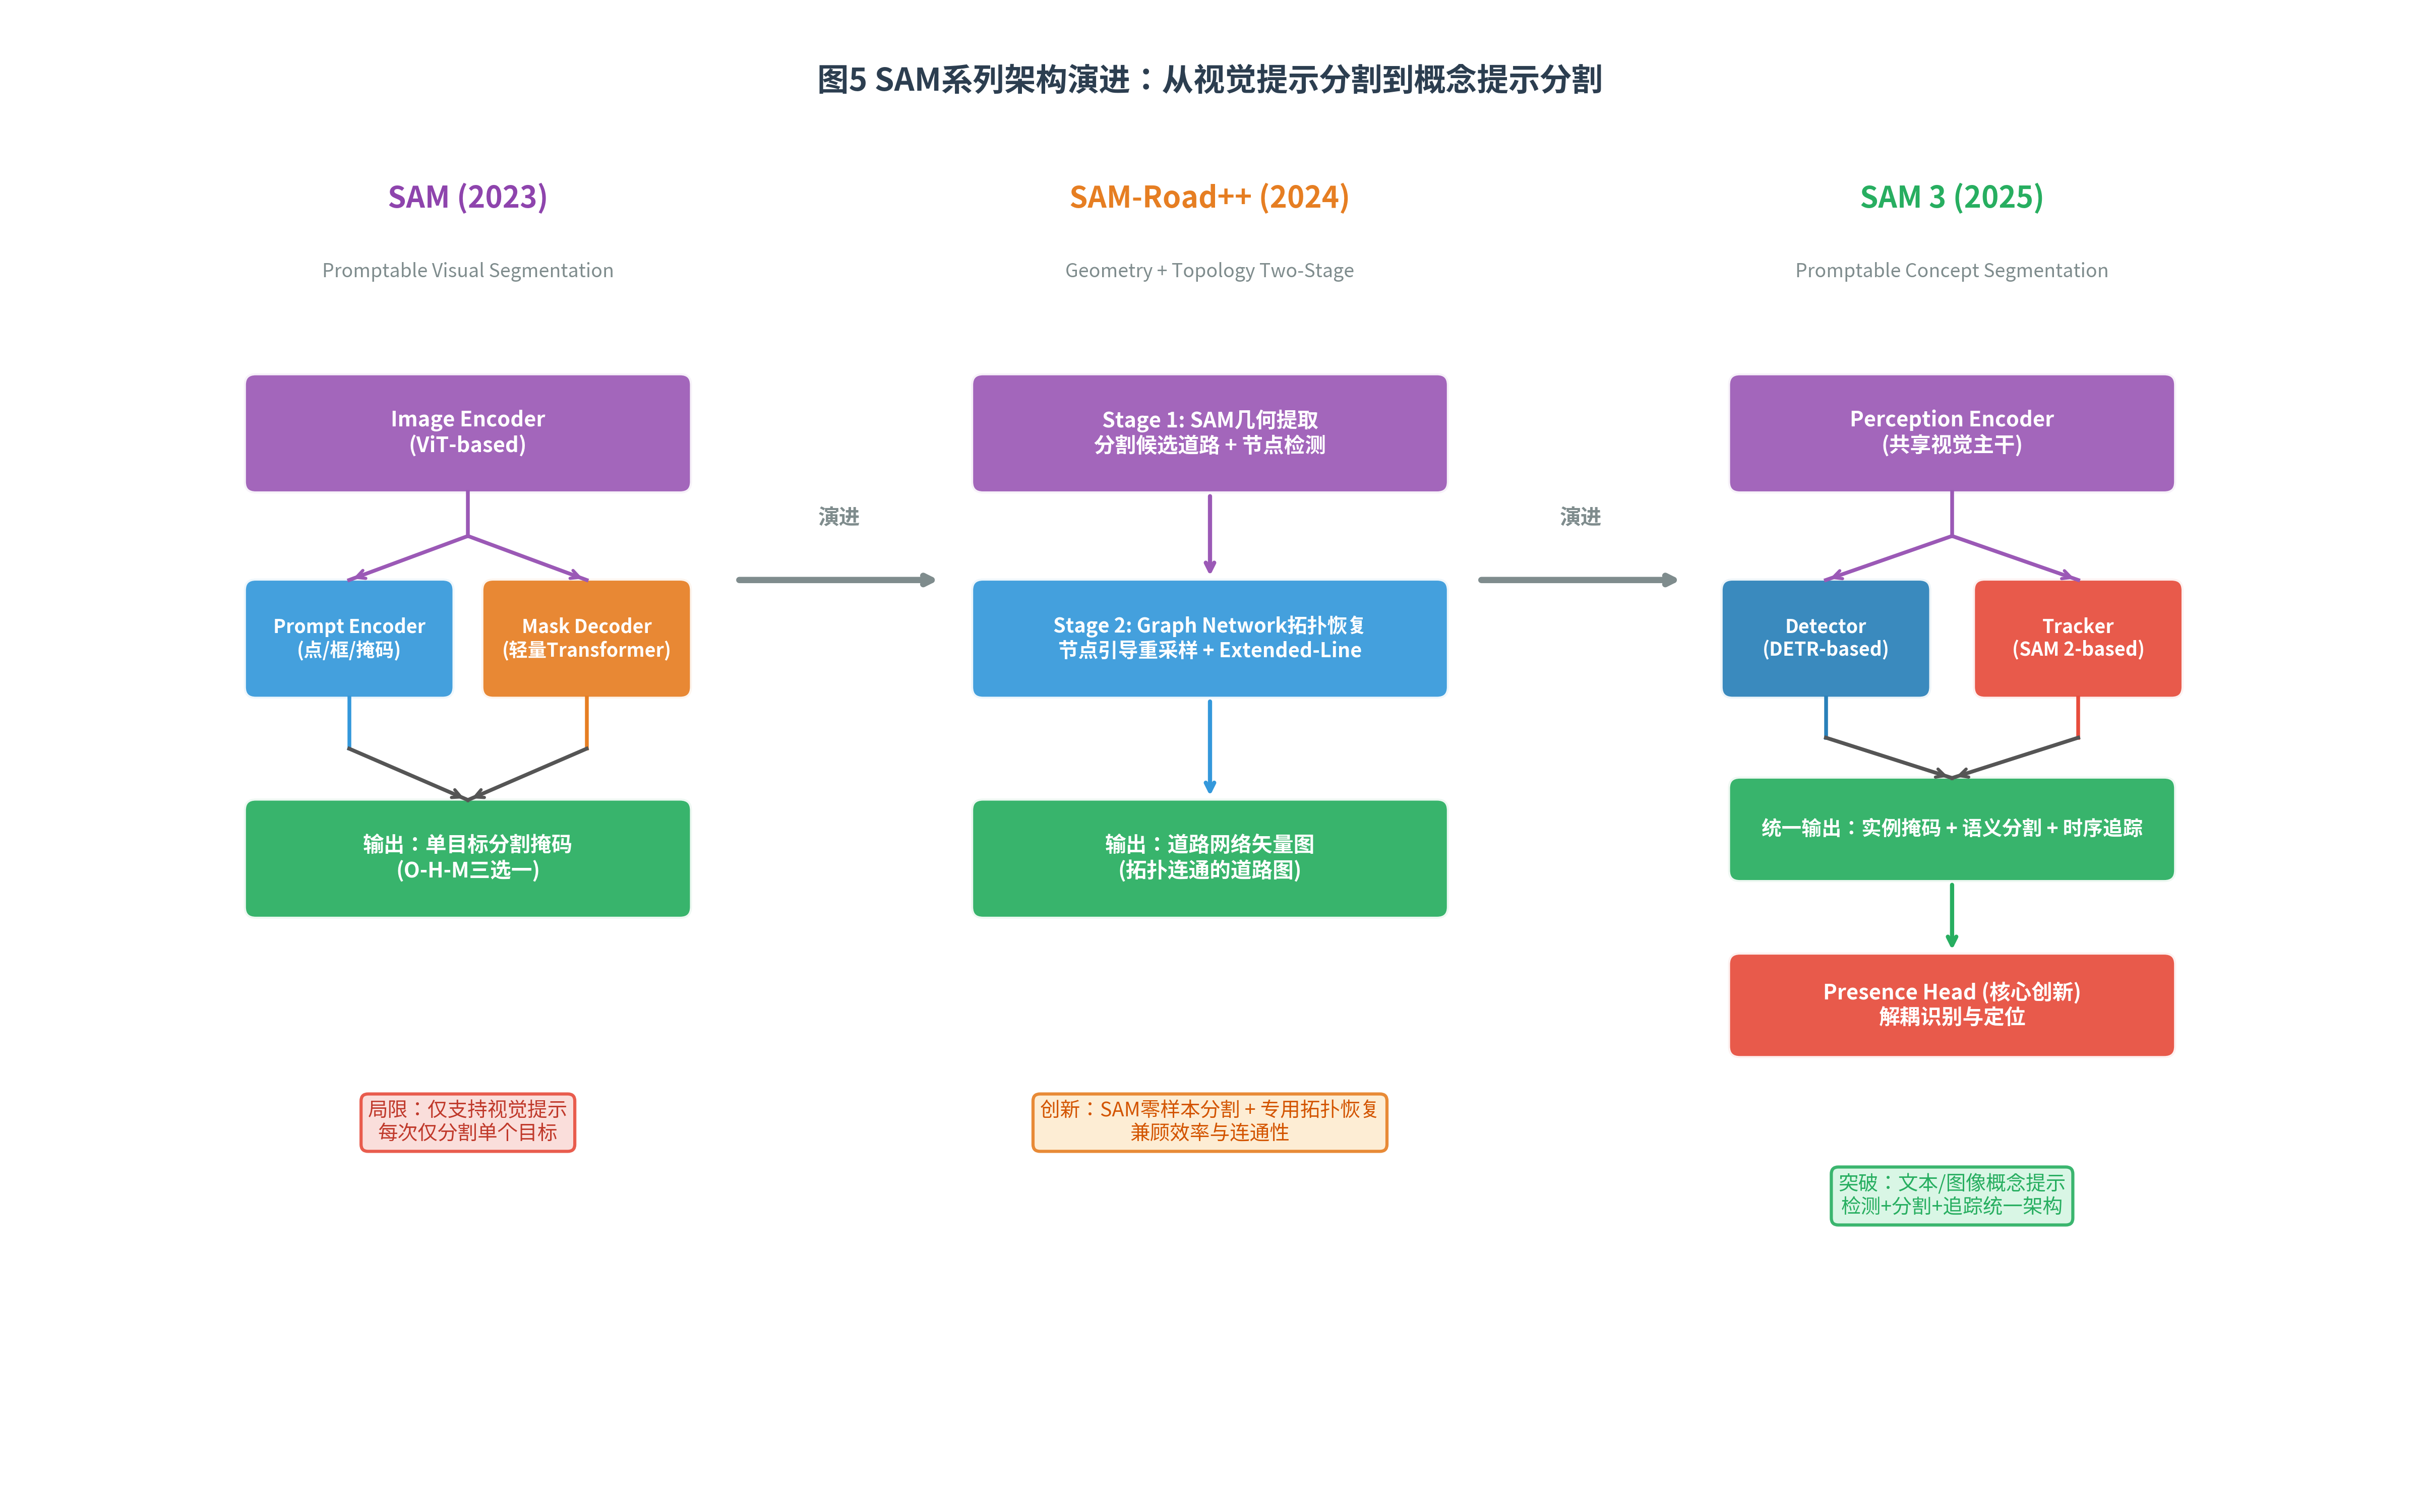 图5 SAM系列架构演进：从视觉提示分割到概念提示分割
SAM (2023)
Promptable Visual Segmentation
Image Encoder
(ViT-based)
Prompt Encoder
(点/框/掩码)
Mask Decoder
(轻量Transformer)
输出：单目标分割掩码
(O-H-M三选一)
局限：仅支持视觉提示
每次仅分割单个目标
演进
SAM-Road++ (2024)
Geometry + Topology Two-Stage
Stage 1: SAM几何提取
分割候选道路 + 节点检测
Stage 2: Graph Network拓扑恢复
节点引导重采样 + Extended-Line
输出：道路网络矢量图
(拓扑连通的道路图)
创新：SAM零样本分割 + 专用拓扑恢复
兼顾效率与连通性
演进
SAM 3 (2025)
Promptable Concept Segmentation
Perception Encoder
(共享视觉主干)
Detector
(DETR-based)
Tracker
(SAM 2-based)
统一输出：实例掩码 + 语义分割 + 时序追踪
Presence Head (核心创新)
解耦识别与定位
突破：文本/图像概念提示
检测+分割+追踪统一架构